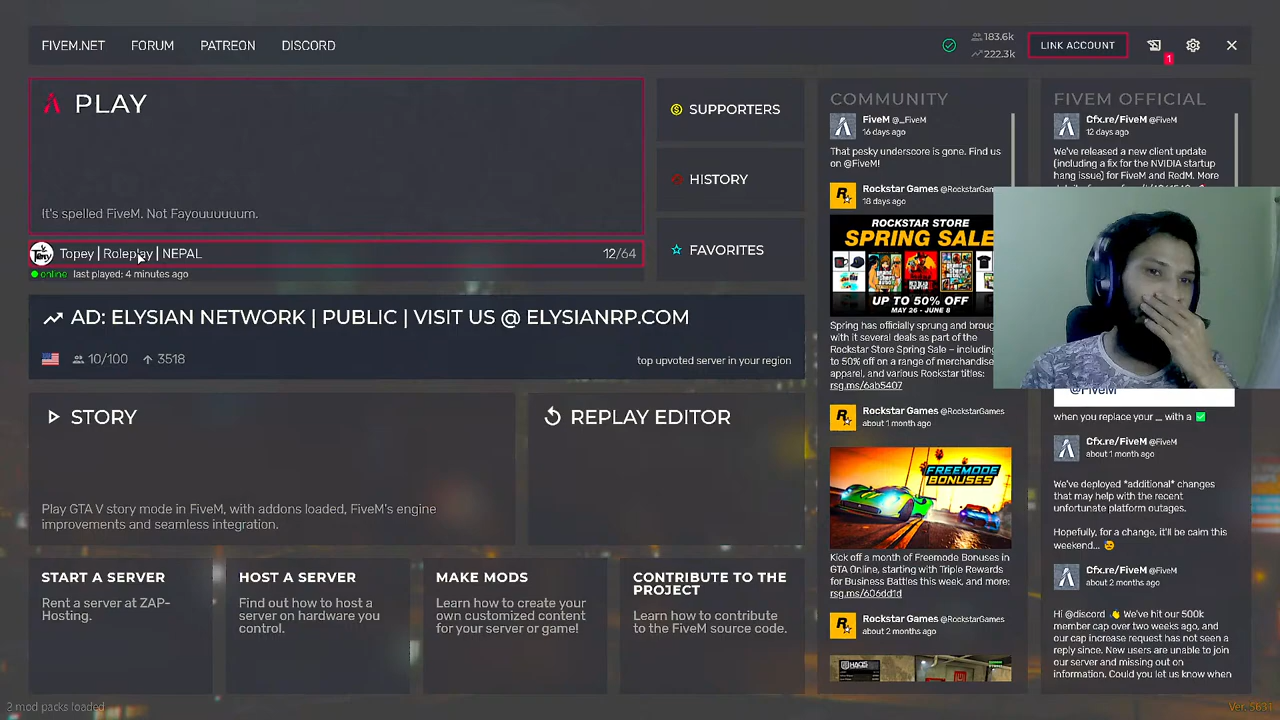 FIVEM.NET FORUM PATREON DISCORD
183.6k
222.3k
LINK ACCOUNT
1
PLAY
It's spelled FiveM. Not Fayouuuuuum.
Topey | Roleplay | NEPAL 12/64
online last played: 4 minutes ago
SUPPORTERS
HISTORY
FAVORITES
AD: ELYSIAN NETWORK | PUBLIC | VISIT US @ ELYSIANRP.COM
10/100 3518
top upvoted server in your region
STORY
Play GTA V story mode in FiveM, with addons loaded, FiveM's engine
improvements and seamless integration.
REPLAY EDITOR
START A SERVER
Rent a server at ZAP-
Hosting.
HOST A SERVER
Find out how to host a
server on hardware you
control.
MAKE MODS
Learn how to create your
own customized content
for your server or game!
CONTRIBUTE TO THE
PROJECT
Learn how to contribute
to the FiveM source code.
COMMUNITY
FiveM @_FiveM
16 days ago
That pesky underscore is gone. Find us
on @FiveM!
Rockstar Games @RockstarGam
18 days ago
ROCKSTAR STORE
SPRING SALE
UP TO 50% OFF
MAY 26 - JUNE 8
Spring has officially sprung and broug
with it several deals as part of the
Rockstar Store Spring Sale – including
to 50% off on a range of merchandise
apparel, and various Rockstar titles:
rsg.ms/6ab5407
Rockstar Games @RockstarGames
about 1 month ago
FREEMODE
BONUSES
Kick off a month of Freemode Bonuses in
GTA Online, starting with Triple Rewards
for Business Battles this week, and more:
rsg.ms/606dd1d
Rockstar Games @RockstarGames
about 2 months ago
FIVEM OFFICIAL
Cfx.re/FiveM @FiveM
12 days ago
We've released a new client update
(including a fix for the NVIDIA startup
hang issue) for FiveM and RedM. More
@FiveM
when you replace your _ with a ✅
Cfx.re/FiveM @FiveM
about 1 month ago
We've deployed *additional* changes
that may help with the recent
unfortunate platform outages.
Hopefully, for a change, it'll be calm this
weekend... 😓
Cfx.re/FiveM @FiveM
about 2 months ago
Hi @discord 👋 We've hit our 500k
member cap over two weeks ago, and
our cap increase request has not seen a
reply since. New users are unable to join
our server and missing out on
information. Could you let us know when
2 mod packs loaded
Ver. 5631